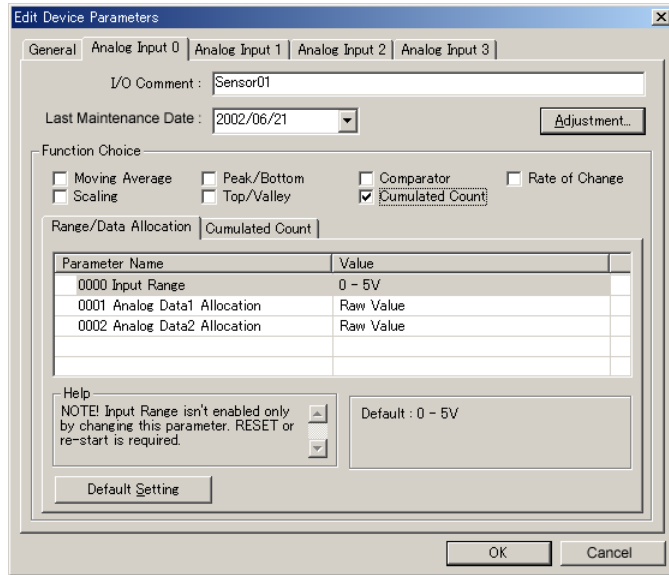 Edit Device Parameters
General Analog Input 0 Analog Input 1 Analog Input 2 Analog Input 3
I/O Comment : Sensor01
Last Maintenance Date : 2002/06/21 Adjustment...
Function Choice
Moving Average Peak/Bottom Comparator Rate of Change
Scaling Top/Valley Cumulated Count
Range/Data Allocation Cumulated Count
Parameter Name Value
0000 Input Range 0 - 5V
0001 Analog Data1 Allocation Raw Value
0002 Analog Data2 Allocation Raw Value
Help
NOTE! Input Range isn't enabled only
by changing this parameter. RESET or
re-start is required.
Default : 0 - 5V
Default Setting
OK Cancel